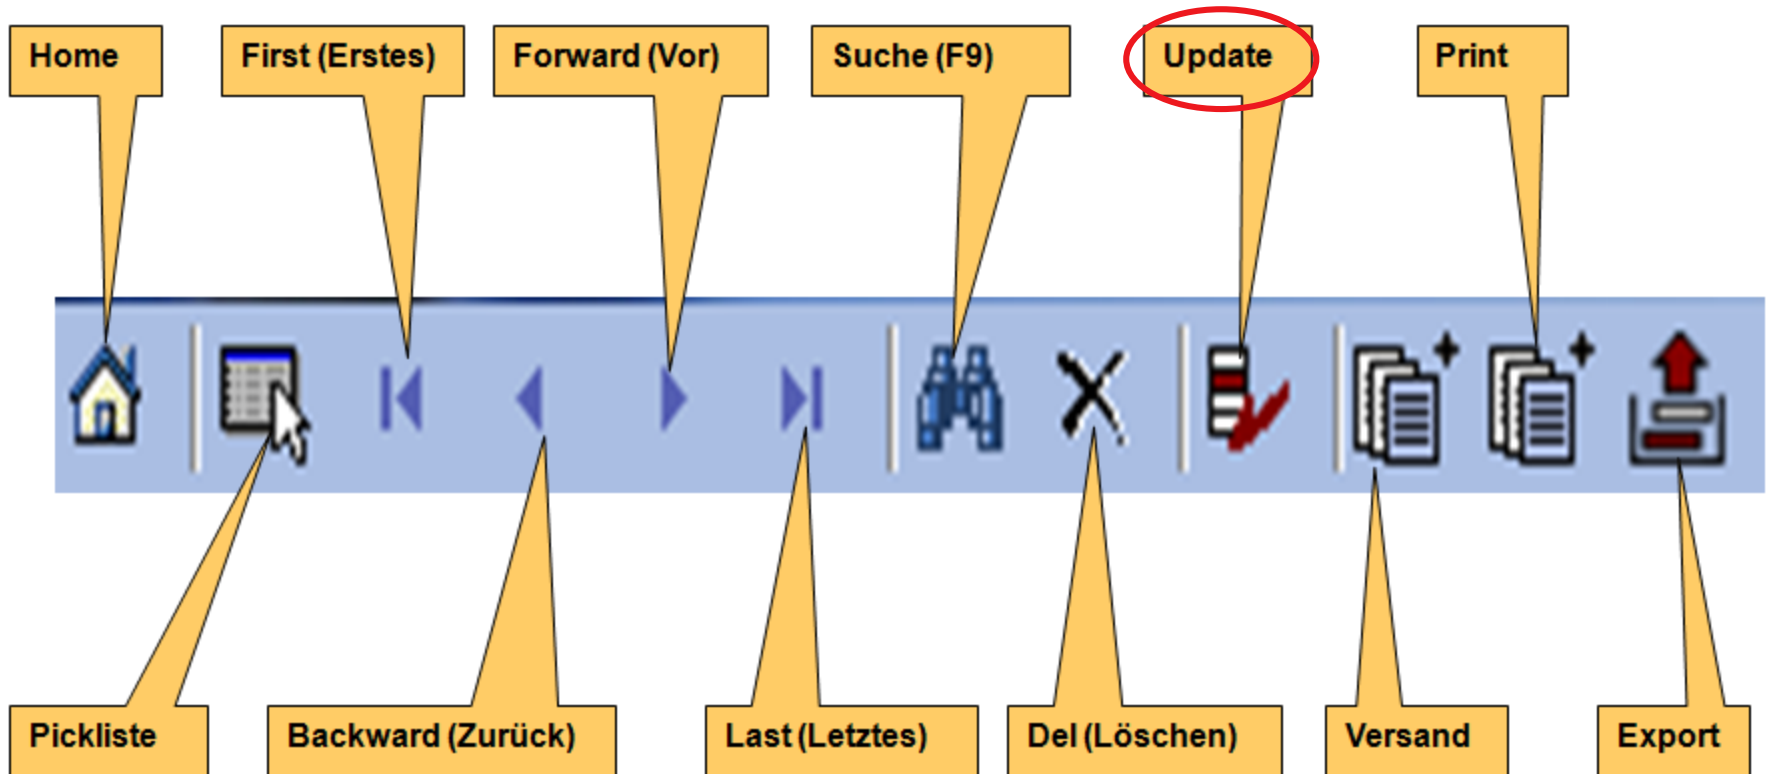 Home
First (Erstes)
Forward (Vor)
Suche (F9)
Update
Print
Pickliste
Backward (Zurück)
Last (Letztes)
Del (Löschen)
Versand
Export